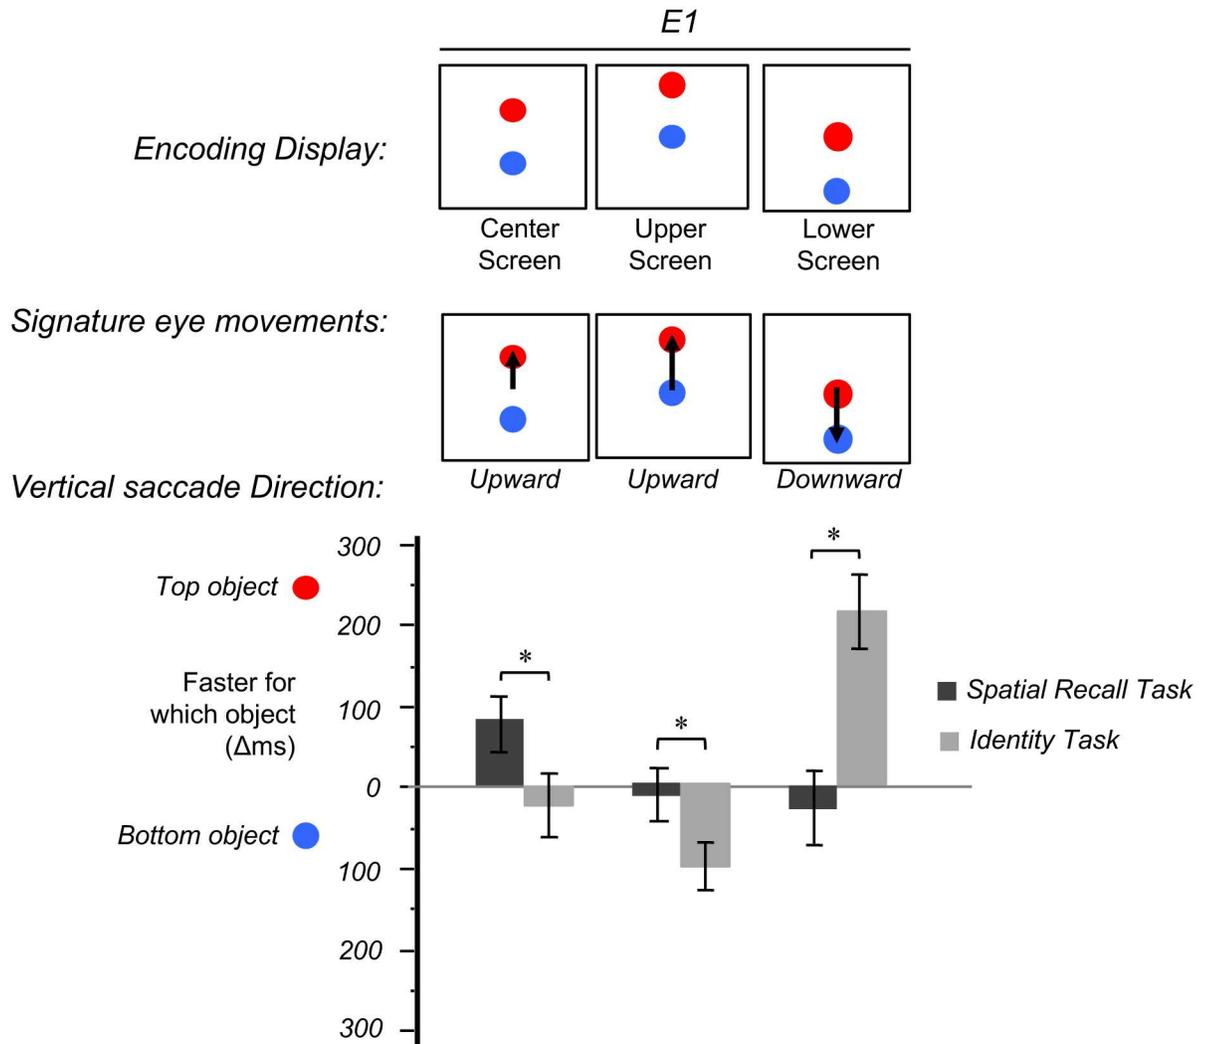 E1
Encoding Display:
Center
Screen
Upper
Screen
Lower
Screen
Signature eye movements:
Upward
Upward
Downward
Vertical saccade Direction:
300
Top object
200
Faster for
which object
(Δms)
100
0
Bottom object
100
200
300
*
*
*
Spatial Recall Task
Identity Task